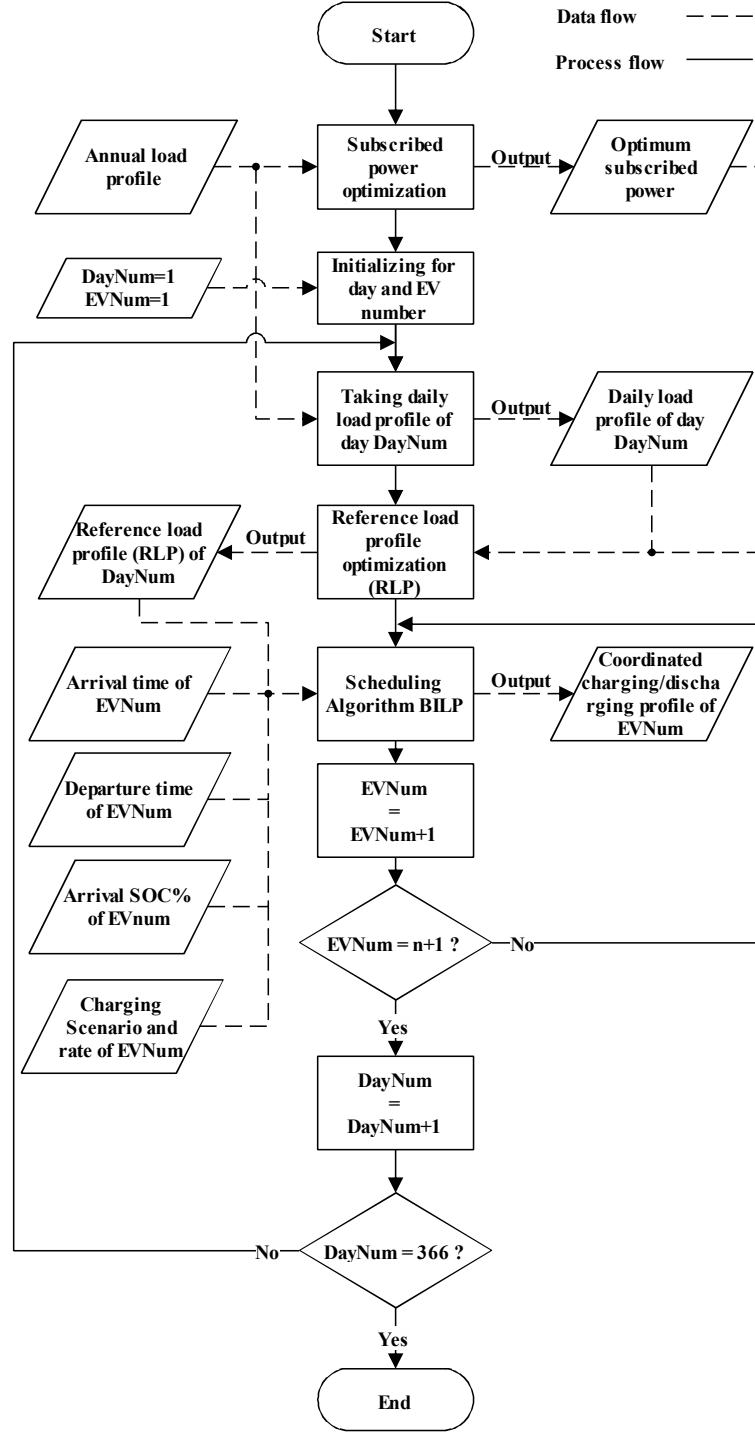 Start
Data flow
Process flow
Annual load
profile
Subscribed
power
optimization
Output
Optimum
subscribed
power
DayNum=1
EVNum=1
Initializing for
day and EV
number
Taking daily
load profile of
day DayNum
Output
Daily load
profile of day
DayNum
Reference load
profile (RLP) of
DayNum
Output
Reference load
profile
optimization
(RLP)
Arrival time of
EVNum
Scheduling
Algorithm BILP
Output
Coordinated
charging/discha
rging profile of
EVNum
Departure time
of EVNum
EVNum
=
EVNum+1
Arrival SOC%
of EVnum
EVNum = n+1 ?
No
Charging
Scenario and
rate of EVNum
Yes
DayNum
=
DayNum+1
No
DayNum = 366 ?
Yes
End